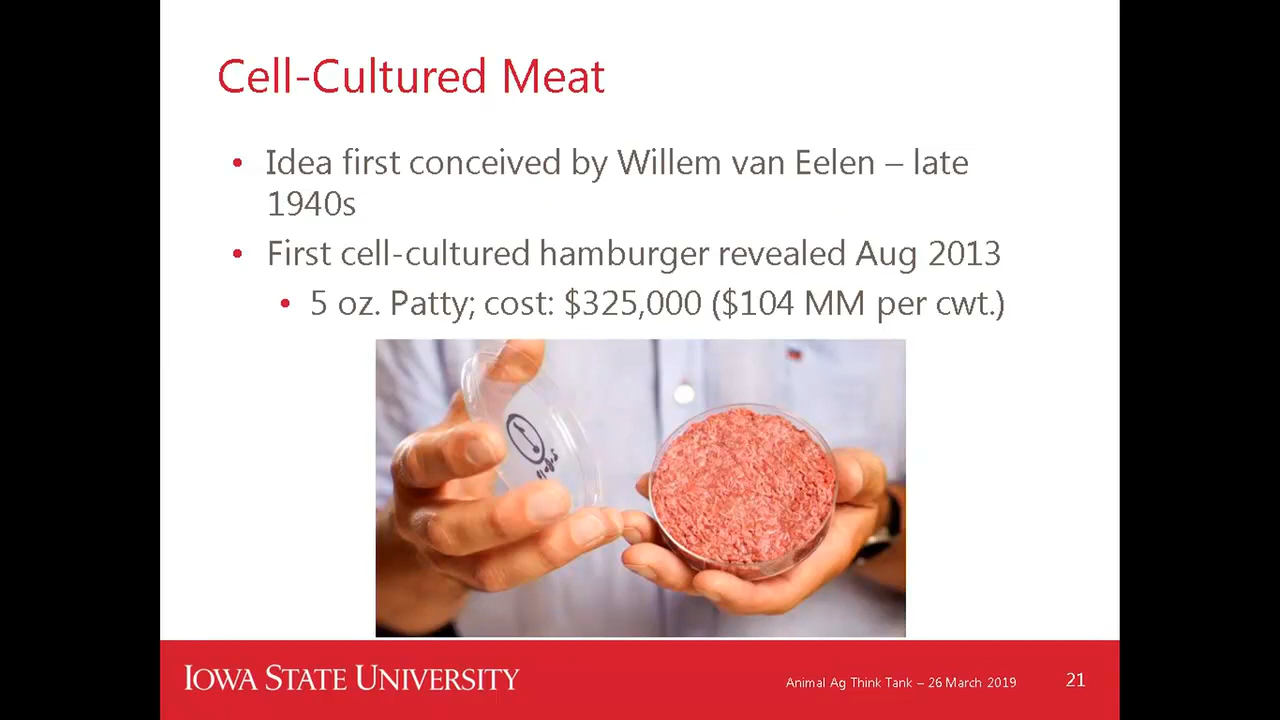 Cell-Cultured Meat
• Idea first conceived by Willem van Eelen – late
1940s
• First cell-cultured hamburger revealed Aug 2013
• 5 oz. Patty; cost: $325,000 ($104 MM per cwt.)
IOWA STATE UNIVERSITY
Animal Ag Think Tank – 26 March 2019
21